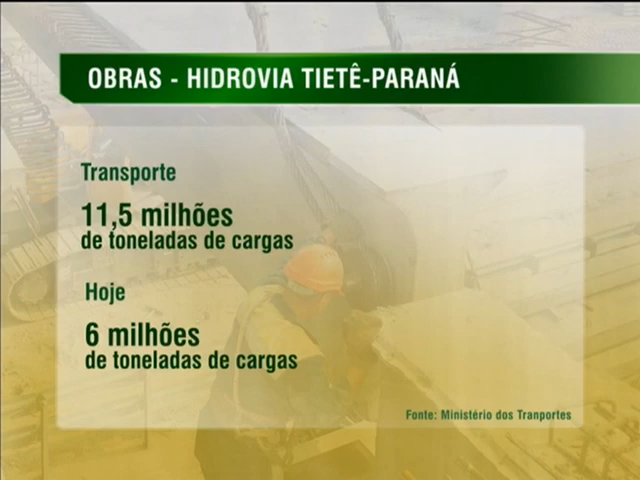 OBRAS - HIDROVIA TIETÊ-PARANÁ
Transporte
11,5 milhões
de toneladas de cargas
Hoje
6 milhões
de toneladas de cargas
Fonte: Ministério dos Tranportes